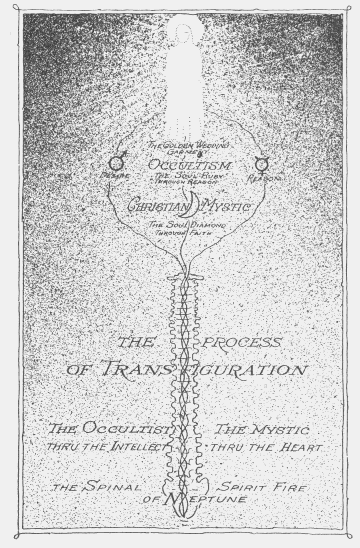 THE GOLDEN WEDDING
GARMENT
OCCULTISM
DESIRE THE SOUL RUBY REASON
THROUGH REASON
CHRISTIAN MYSTIC
THE SOUL DIAMOND
THROUGH FAITH
THE PROCESS
OF TRANSFIGURATION
THE OCCULTIST THE MYSTIC
THRU THE INTELLECT THRU THE HEART
THE SPINAL SPIRIT FIRE
OF NEPTUNE